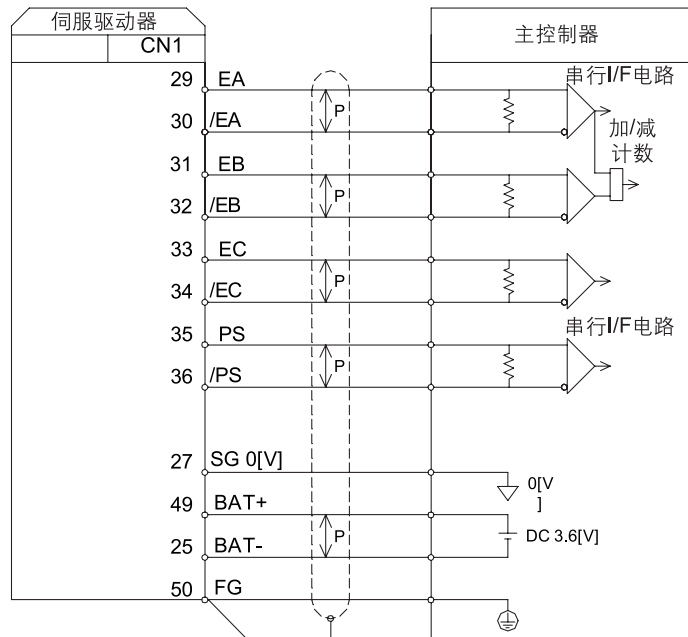 伺服驱动器
主控制器
CN1
串行I/F电路
29 EA
P
30 /EA
加/减
计数
31 EB
P
32 /EB
33 EC
P
34 /EC
串行I/F电路
35 PS
P
36 /PS
27 SG 0[V]
0[V
]
49 BAT+
P
DC 3.6[V]
25 BAT-
50 FG